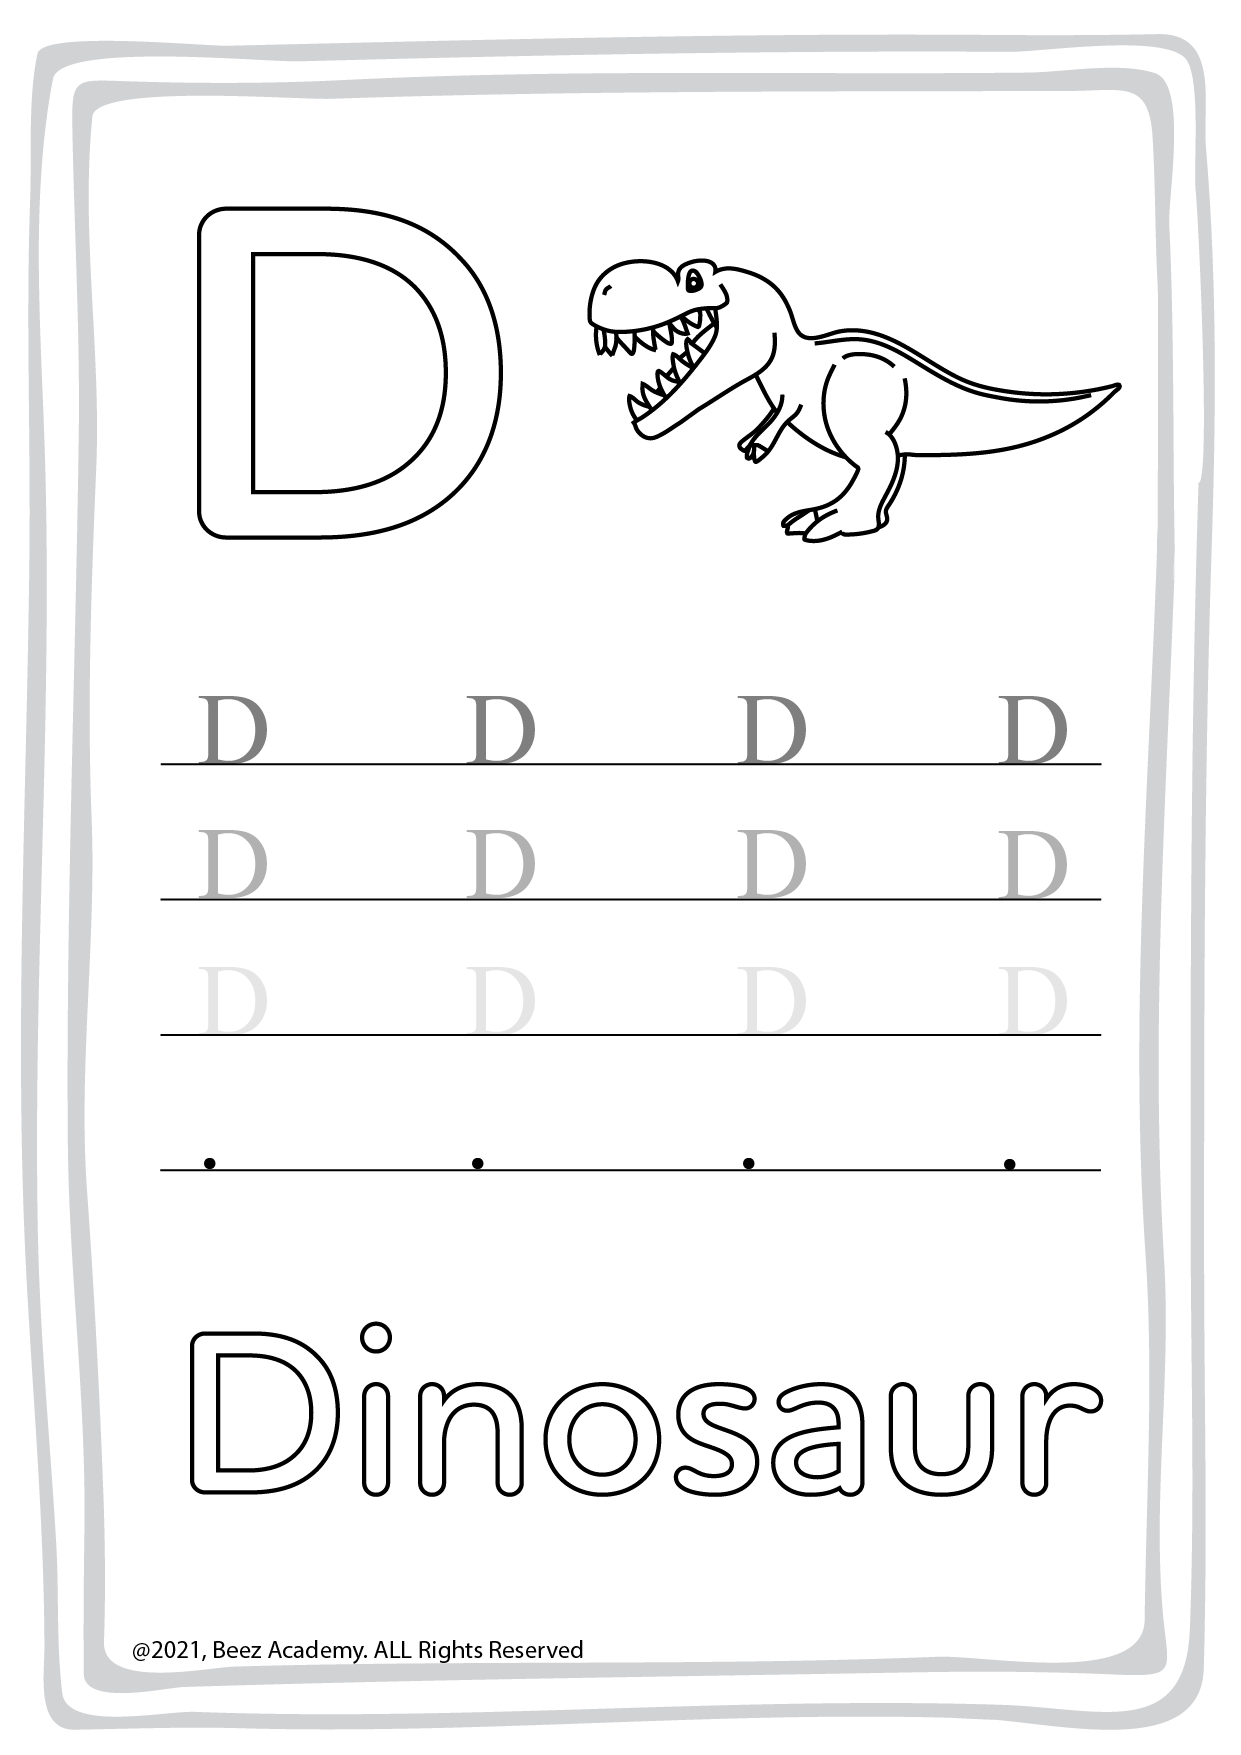 D
D D D D
D D D D
D D D D
. . . .
Dinosaur
@2021, Beez Academy. ALL Rights Reserved